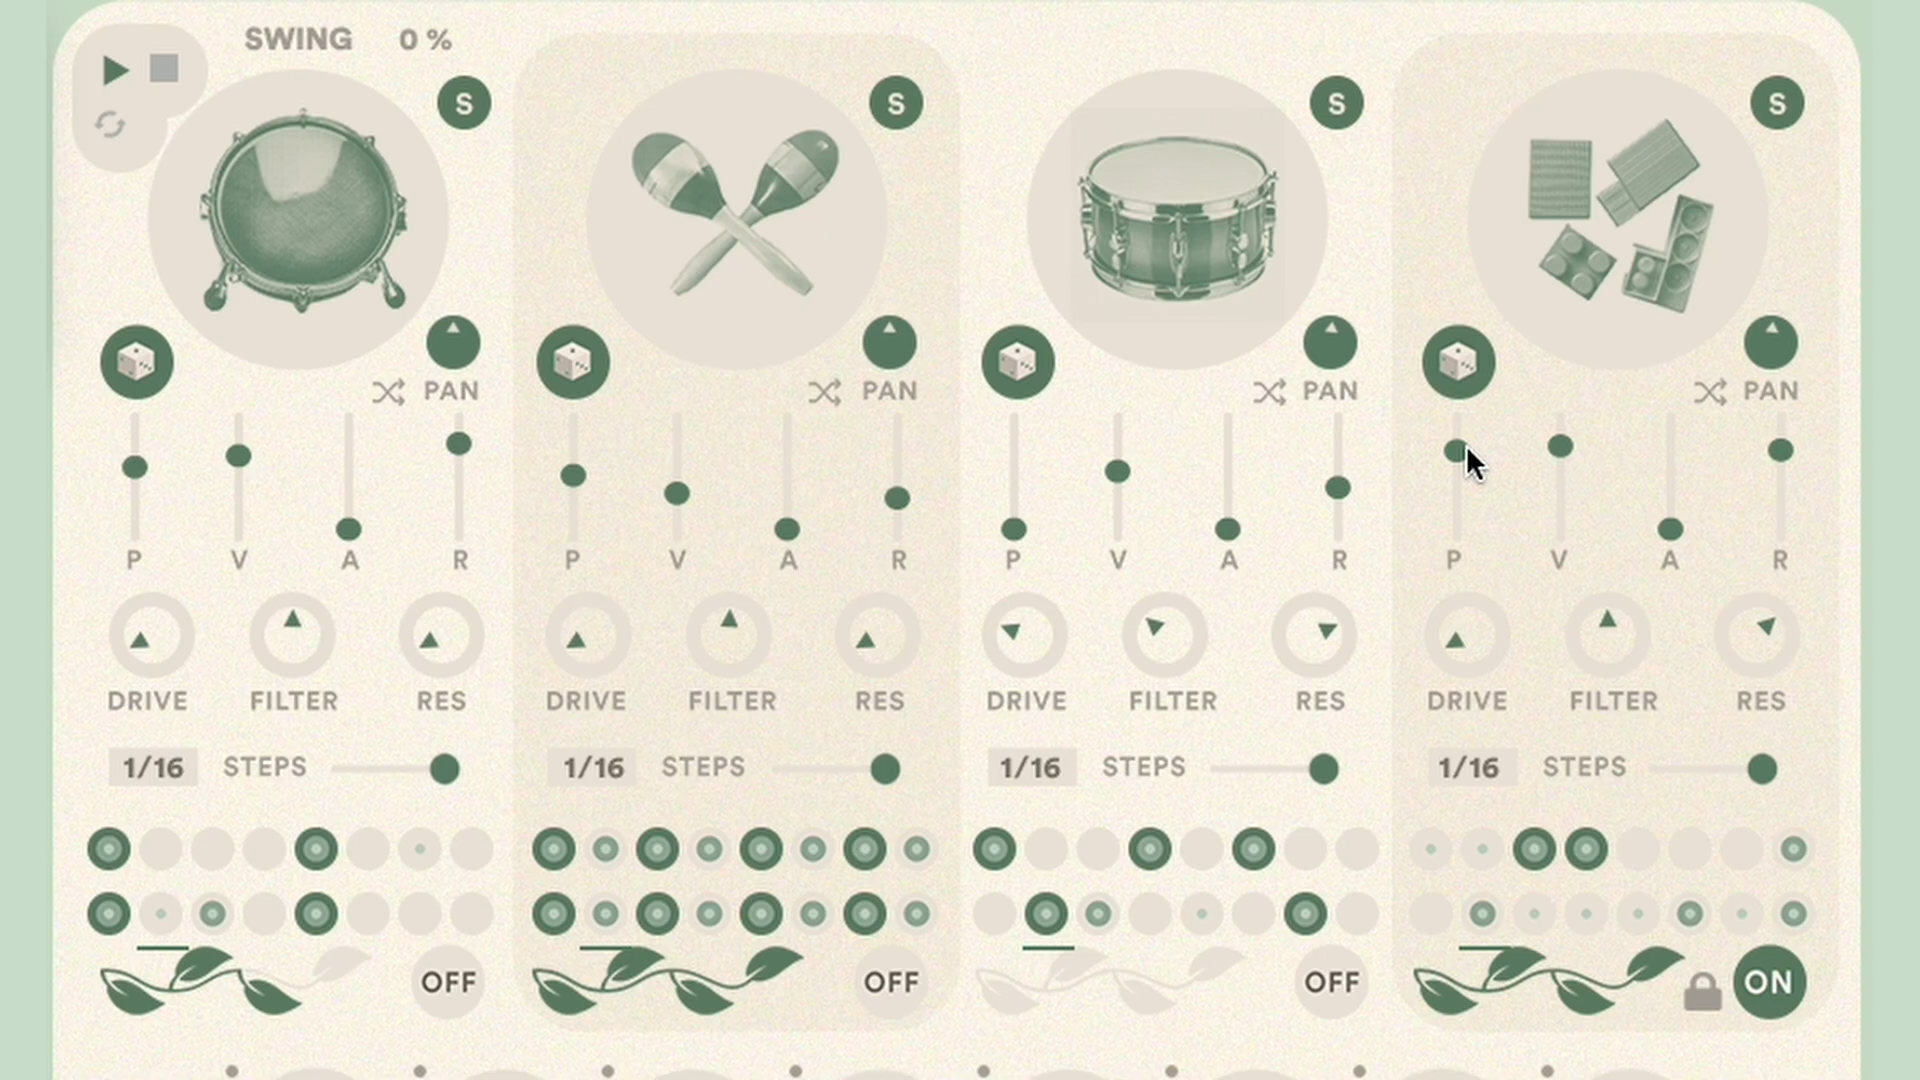 SWING 0 %
S S S S
PAN PAN PAN PAN
P V A R P V A R P V A R P V A R
DRIVE FILTER RES DRIVE FILTER RES DRIVE FILTER RES DRIVE FILTER RES
1/16 STEPS 1/16 STEPS 1/16 STEPS 1/16 STEPS
OFF OFF OFF ON